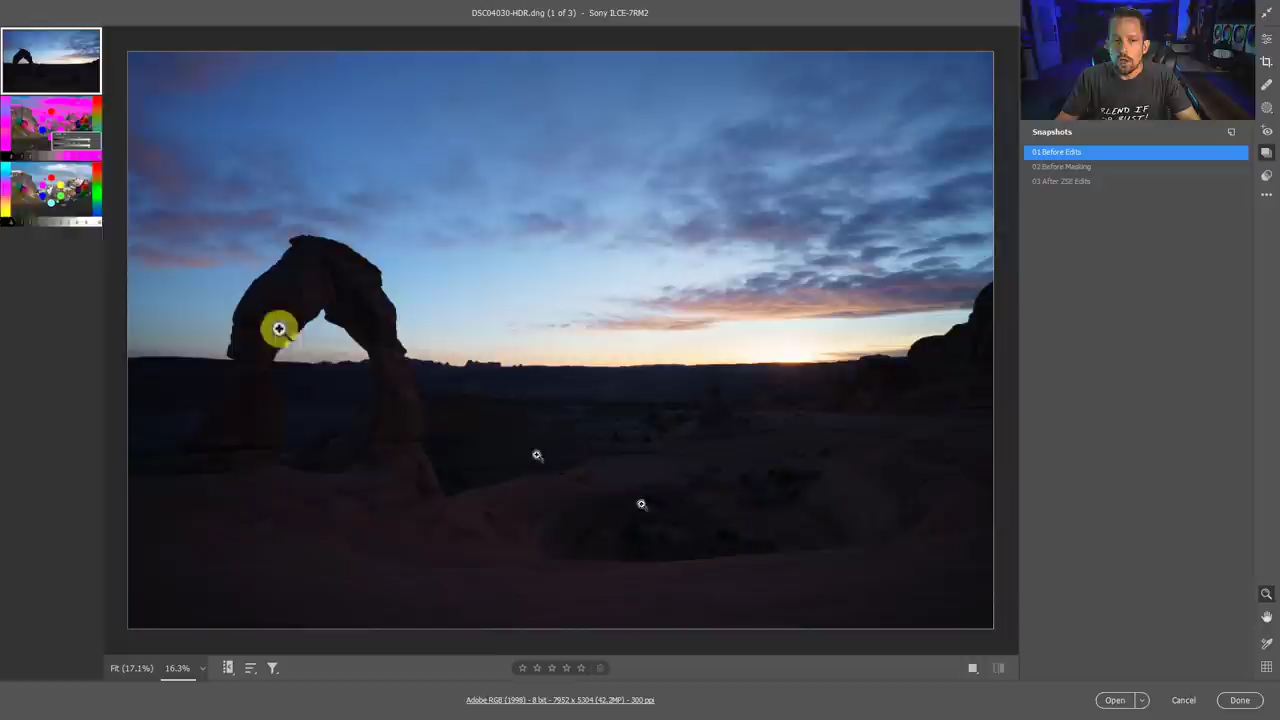 DSC04030-HDR.dng (1 of 3)  -  Sony ILCE-7RM2
BLEND IF
Snapshots
01 Before Edits
02 Before Masking
03 After ZSE Edits
Fit (17.1%)
16.3%
Adobe RGB (1998) - 8 bit - 7952 x 5304 (42.2MP) - 300 ppi
Open
Cancel
Done